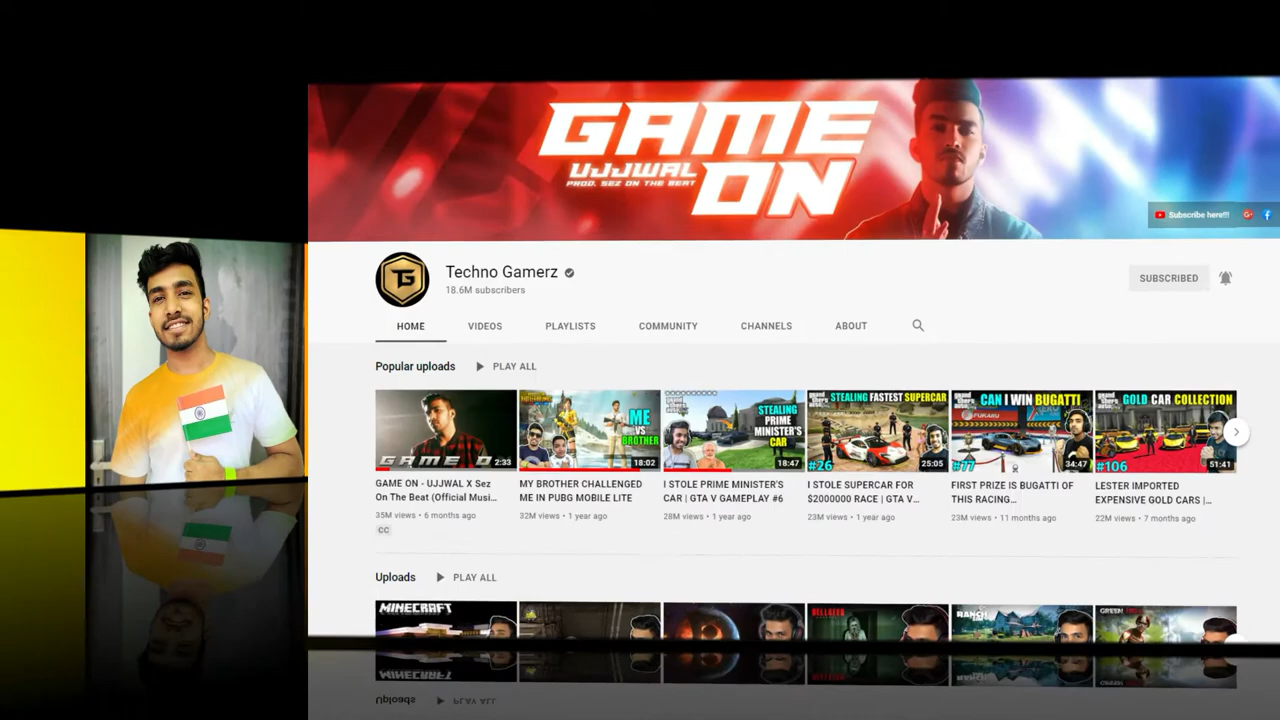 GAME
ON
UJJWAL
PROD. SEZ ON THE BEAT
Subscribe here!!!
TG
Techno Gamerz
18.6M subscribers
SUBSCRIBED
HOME
VIDEOS
PLAYLISTS
COMMUNITY
CHANNELS
ABOUT
Popular uploads
PLAY ALL
GAME O
2:33
ME
VS
BROTHER
18:02
STEALING
PRIME
MINISTER'S
CAR
18:47
STEALING FASTEST SUPERCAR
#26
25:05
CAN I WIN BUGATTI
#77
34:47
GOLD CAR COLLECTION
#106
51:41
GAME ON - UJJWAL X Sez
On The Beat (Official Musi...
35M views • 6 months ago
CC
MY BROTHER CHALLENGED
ME IN PUBG MOBILE LITE
32M views • 1 year ago
I STOLE PRIME MINISTER'S
CAR | GTA V GAMEPLAY #6
28M views • 1 year ago
I STOLE SUPERCAR FOR
$2000000 RACE | GTA V...
23M views • 1 year ago
FIRST PRIZE IS BUGATTI OF
THIS RACING...
23M views • 11 months ago
LESTER IMPORTED
EXPENSIVE GOLD CARS |...
22M views • 7 months ago
Uploads
PLAY ALL
MINECRAFT
RANCH
GREEN